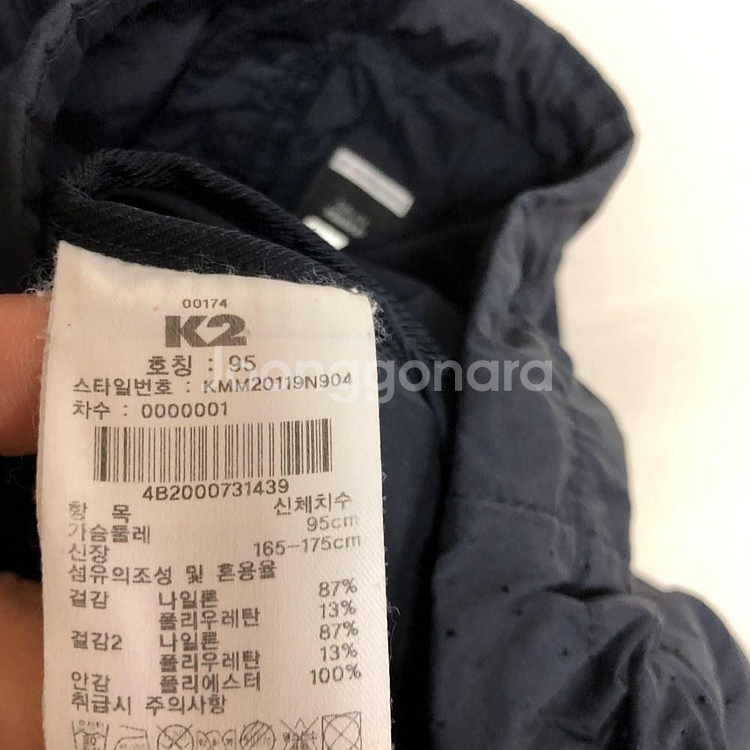 00174
K2
호칭 : 95
스타일번호 : KMM20119N904
차수 : 0000001
4B2000731439
항 목 신체치수
가슴둘레 95cm
신장 165-175cm
섬유의조성 및 혼용율
겉감 나일론 87%
폴리우레탄 13%
겉감2 나일론 87%
폴리우레탄 13%
안감 폴리에스터 100%
취급시 주의사항
Joonggonara